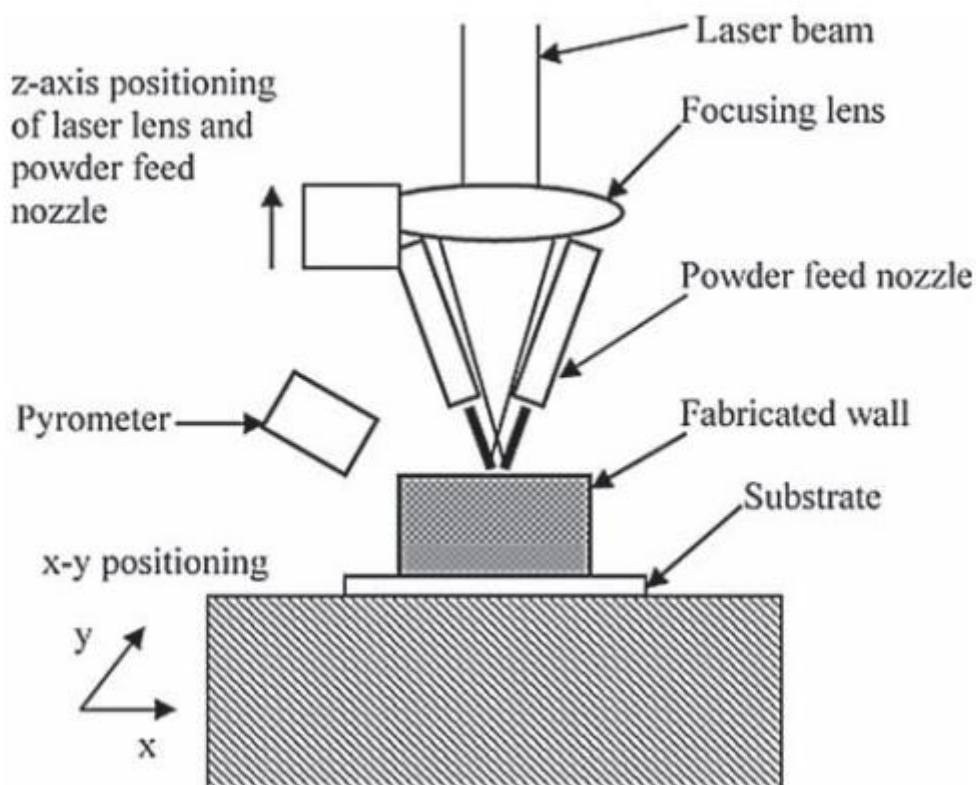 Laser beam
z-axis positioning
of laser lens and
powder feed
nozzle
Focusing lens
Powder feed nozzle
Pyrometer
Fabricated wall
Substrate
x-y positioning
y
x